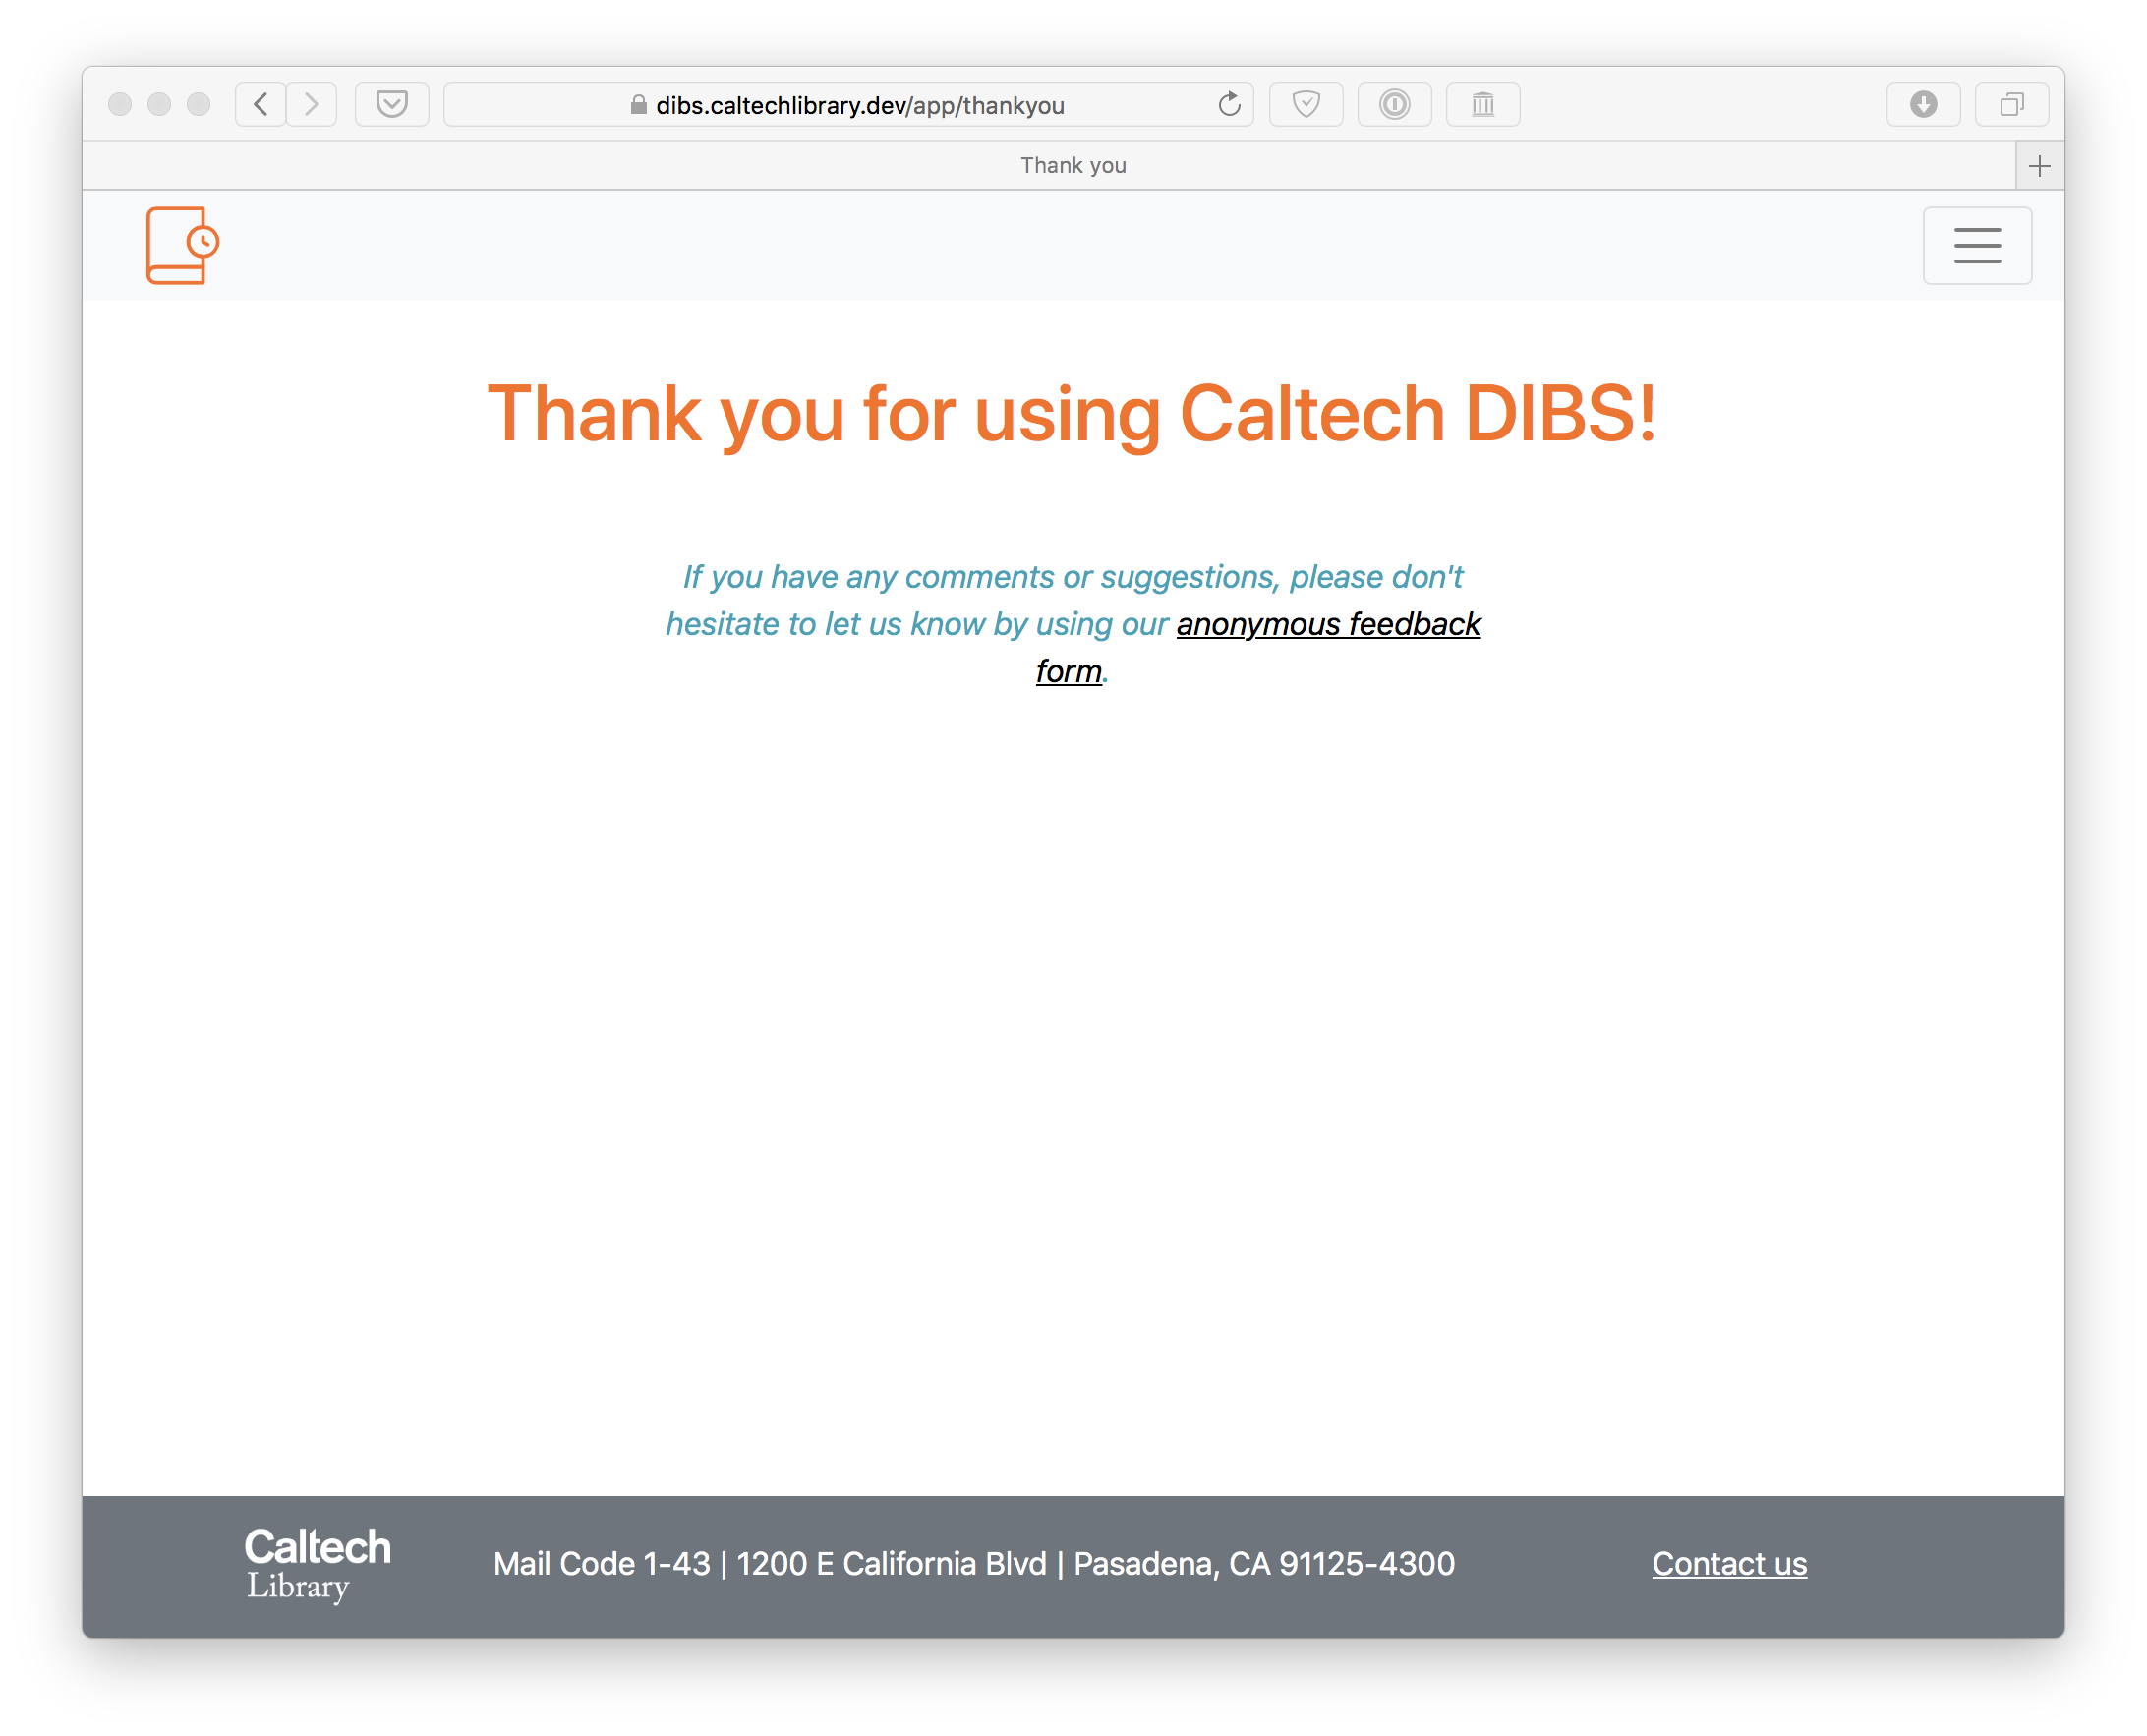 dibs.caltechlibrary.dev/app/thankyou
Thank you
Thank you for using Caltech DIBS!
If you have any comments or suggestions, please don't
hesitate to let us know by using our anonymous feedback
form.
Caltech
Library
Mail Code 1-43 | 1200 E California Blvd | Pasadena, CA 91125-4300
Contact us